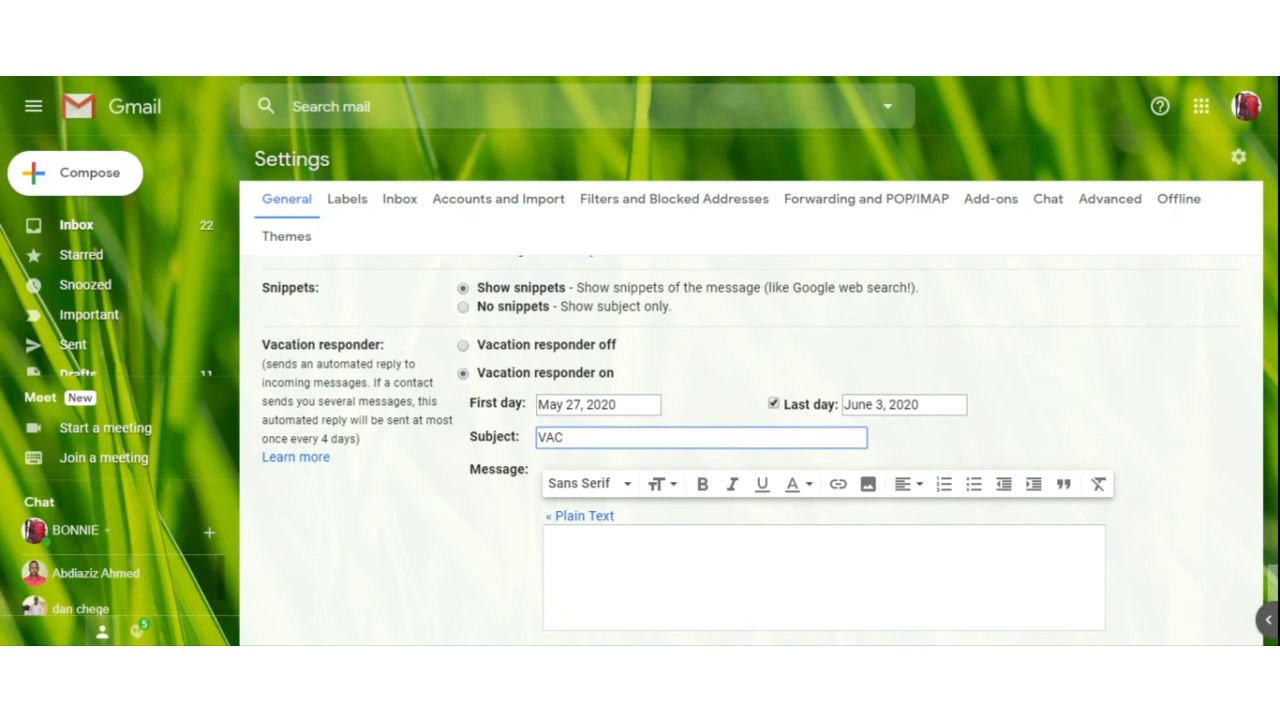 Gmail
Search mail
Compose
Settings
General Labels Inbox Accounts and Import Filters and Blocked Addresses Forwarding and POP/IMAP Add-ons Chat Advanced Offline
Themes
Inbox 22
Starred
Snoozed
Important
Sent
Drafts 11
Meet New
Start a meeting
Join a meeting
Chat
BONNIE
Abdiaziz Ahmed
dan chege
5
Snippets:
Show snippets - Show snippets of the message (like Google web search!).
No snippets - Show subject only.
Vacation responder:
(sends an automated reply to
incoming messages. If a contact
sends you several messages, this
automated reply will be sent at most
once every 4 days)
Learn more
Vacation responder off
Vacation responder on
First day: May 27, 2020 Last day: June 3, 2020
Subject: VAC
Message:
Sans Serif
« Plain Text